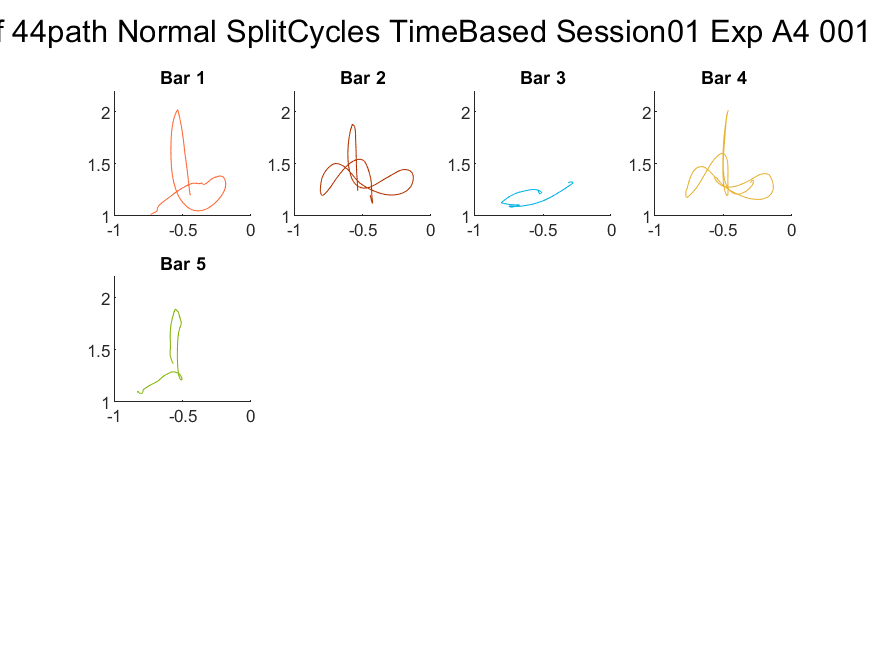 f 44path Normal SplitCycles TimeBased Session01 Exp A4 001
Bar 1 Bar 2 Bar 3 Bar 4
2 2 2 2
1.5 1.5 1.5 1.5
1 1 1 1
-1 -0.5 0 -1 -0.5 0 -1 -0.5 0 -1 -0.5 0
Bar 5
2
1.5
1
-1 -0.5 0